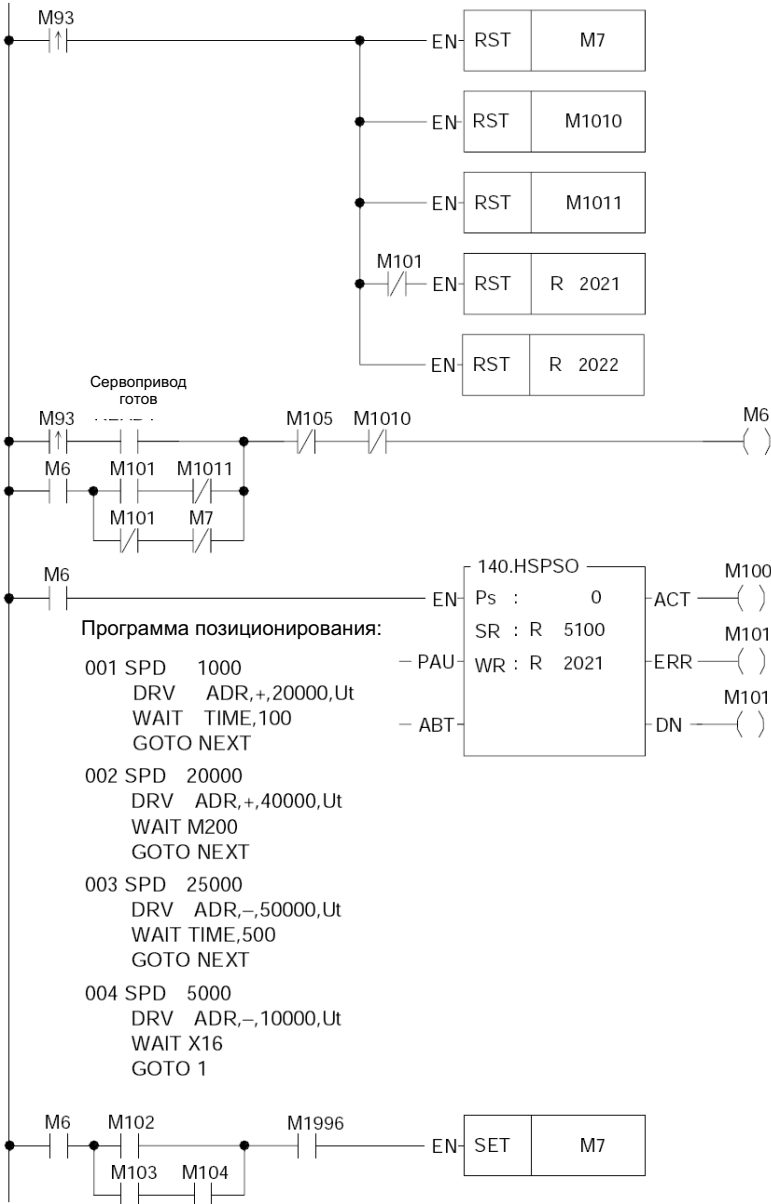 M93
EN RST M7
EN RST M1010
EN RST M1011
M101
EN RST R 2021
EN RST R 2022
Сервопривод
готов
M93 M105 M1010 M6
M6 M101 M1011
M101 M7
M6
140.HSPSO
M100
EN Ps : 0 ACT
SR : R 5100
M101
PAU WR : R 2021 ERR
M101
ABT DN
Программа позиционирования:
001 SPD 1000
DRV ADR,+,20000,Ut
WAIT TIME,100
GOTO NEXT
002 SPD 20000
DRV ADR,+,40000,Ut
WAIT M200
GOTO NEXT
003 SPD 25000
DRV ADR,–,50000,Ut
WAIT TIME,500
GOTO NEXT
004 SPD 5000
DRV ADR,–,10000,Ut
WAIT X16
GOTO 1
M6 M102 M1996
EN SET M7
M103 M104